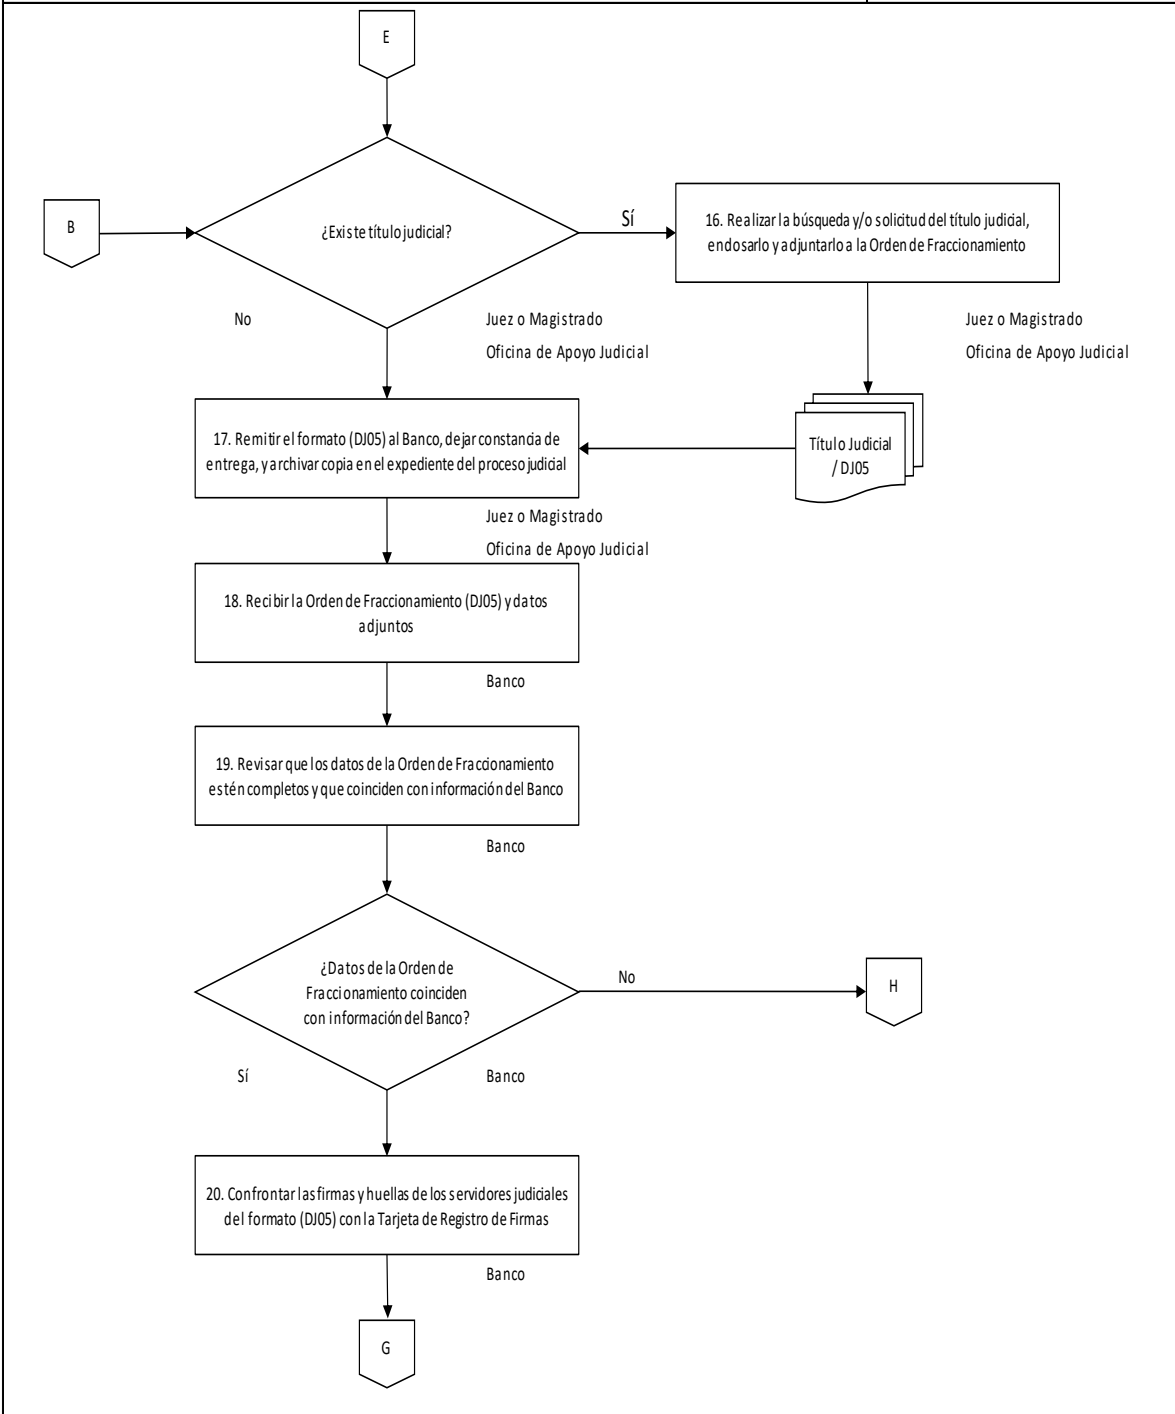 E
B
¿Existe título judicial?
Sí
16. Realizar la búsqueda y/o solicitud del título judicial,
endosarlo y adjuntarlo a la Orden de Fraccionamiento
No
Juez o Magistrado
Oficina de Apoyo Judicial
Juez o Magistrado
Oficina de Apoyo Judicial
17. Remitir el formato (DJ05) al Banco, dejar constancia de
entrega, y archivar copia en el expediente del proceso judicial
Título Judicial
/ DJ05
Juez o Magistrado
Oficina de Apoyo Judicial
18. Recibir la Orden de Fraccionamiento (DJ05) y datos
adjuntos
Banco
19. Revisar que los datos de la Orden de Fraccionamiento
estén completos y que coinciden con información del Banco
Banco
¿Datos de la Orden de
Fraccionamiento coinciden
con información del Banco?
No
H
Sí
Banco
20. Confrontar las firmas y huellas de los servidores judiciales
del formato (DJ05) con la Tarjeta de Registro de Firmas
Banco
G